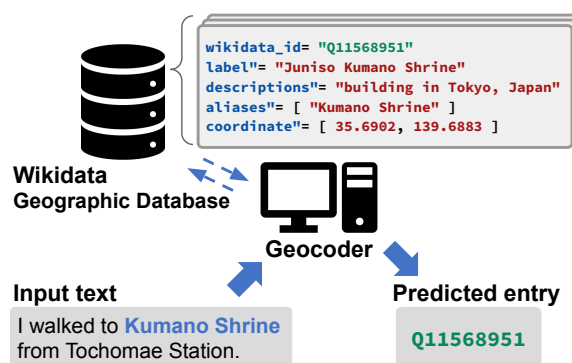 wikidata_id= "Q11568951"
label"= "Juniso Kumano Shrine"
descriptions"= "building in Tokyo, Japan"
aliases"= [ "Kumano Shrine" ]
coordinate"= [ 35.6902, 139.6883 ]
Wikidata
Geographic Database
Geocoder
Input text
I walked to Kumano Shrine
from Tochomae Station.
Predicted entry
Q11568951